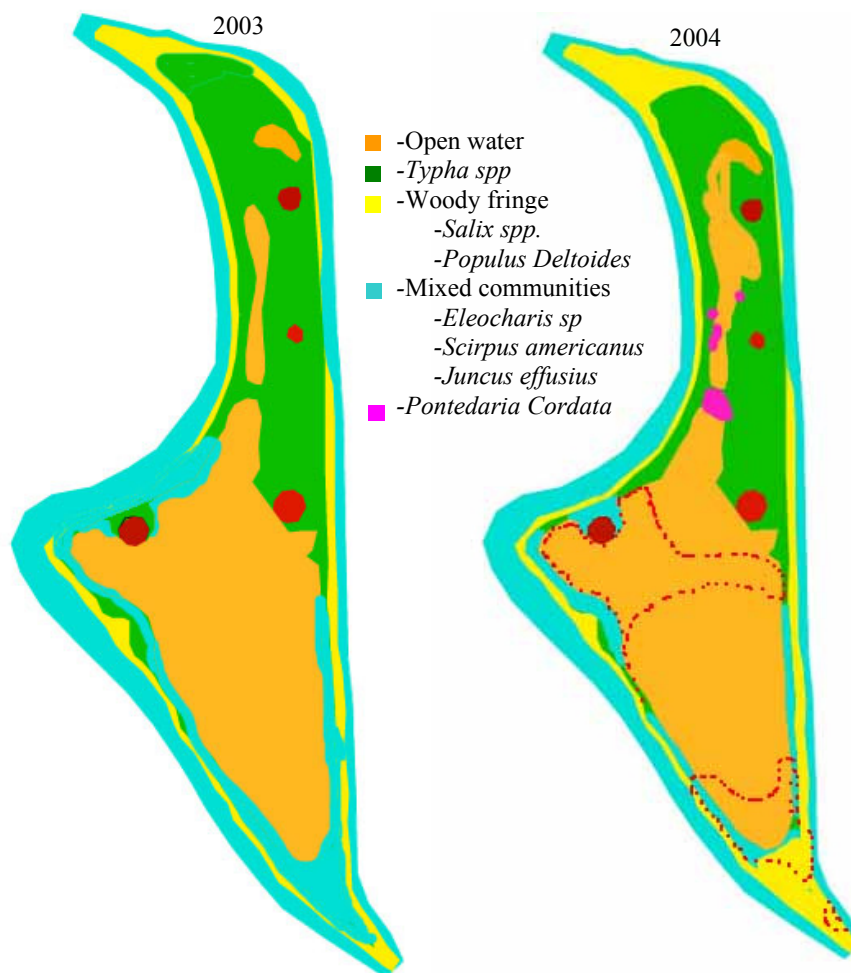 2003
2004
-Open water
-Typha spp
-Woody fringe
-Salix spp.
-Populus Deltoides
-Mixed communities
-Eleocharis sp
-Scirpus americanus
-Juncus effusius
-Pontedaria Cordata